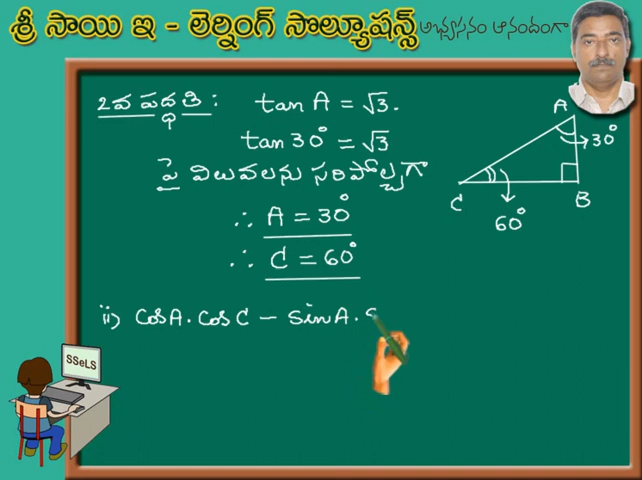 శ్రీ సాయి ఇ - లెర్నింగ్ సొల్యూషన్స్ అభ్యసనం ఆనందంగా
2వ పద్ధతి : tan A = √3.
tan 30° = √3
పై విలువలను సరిపోల్చగా
∴ A = 30°
∴ C = 60°
ii) cos A . cos C – sin A . s
A
30°
C
B
60°
SSeLS